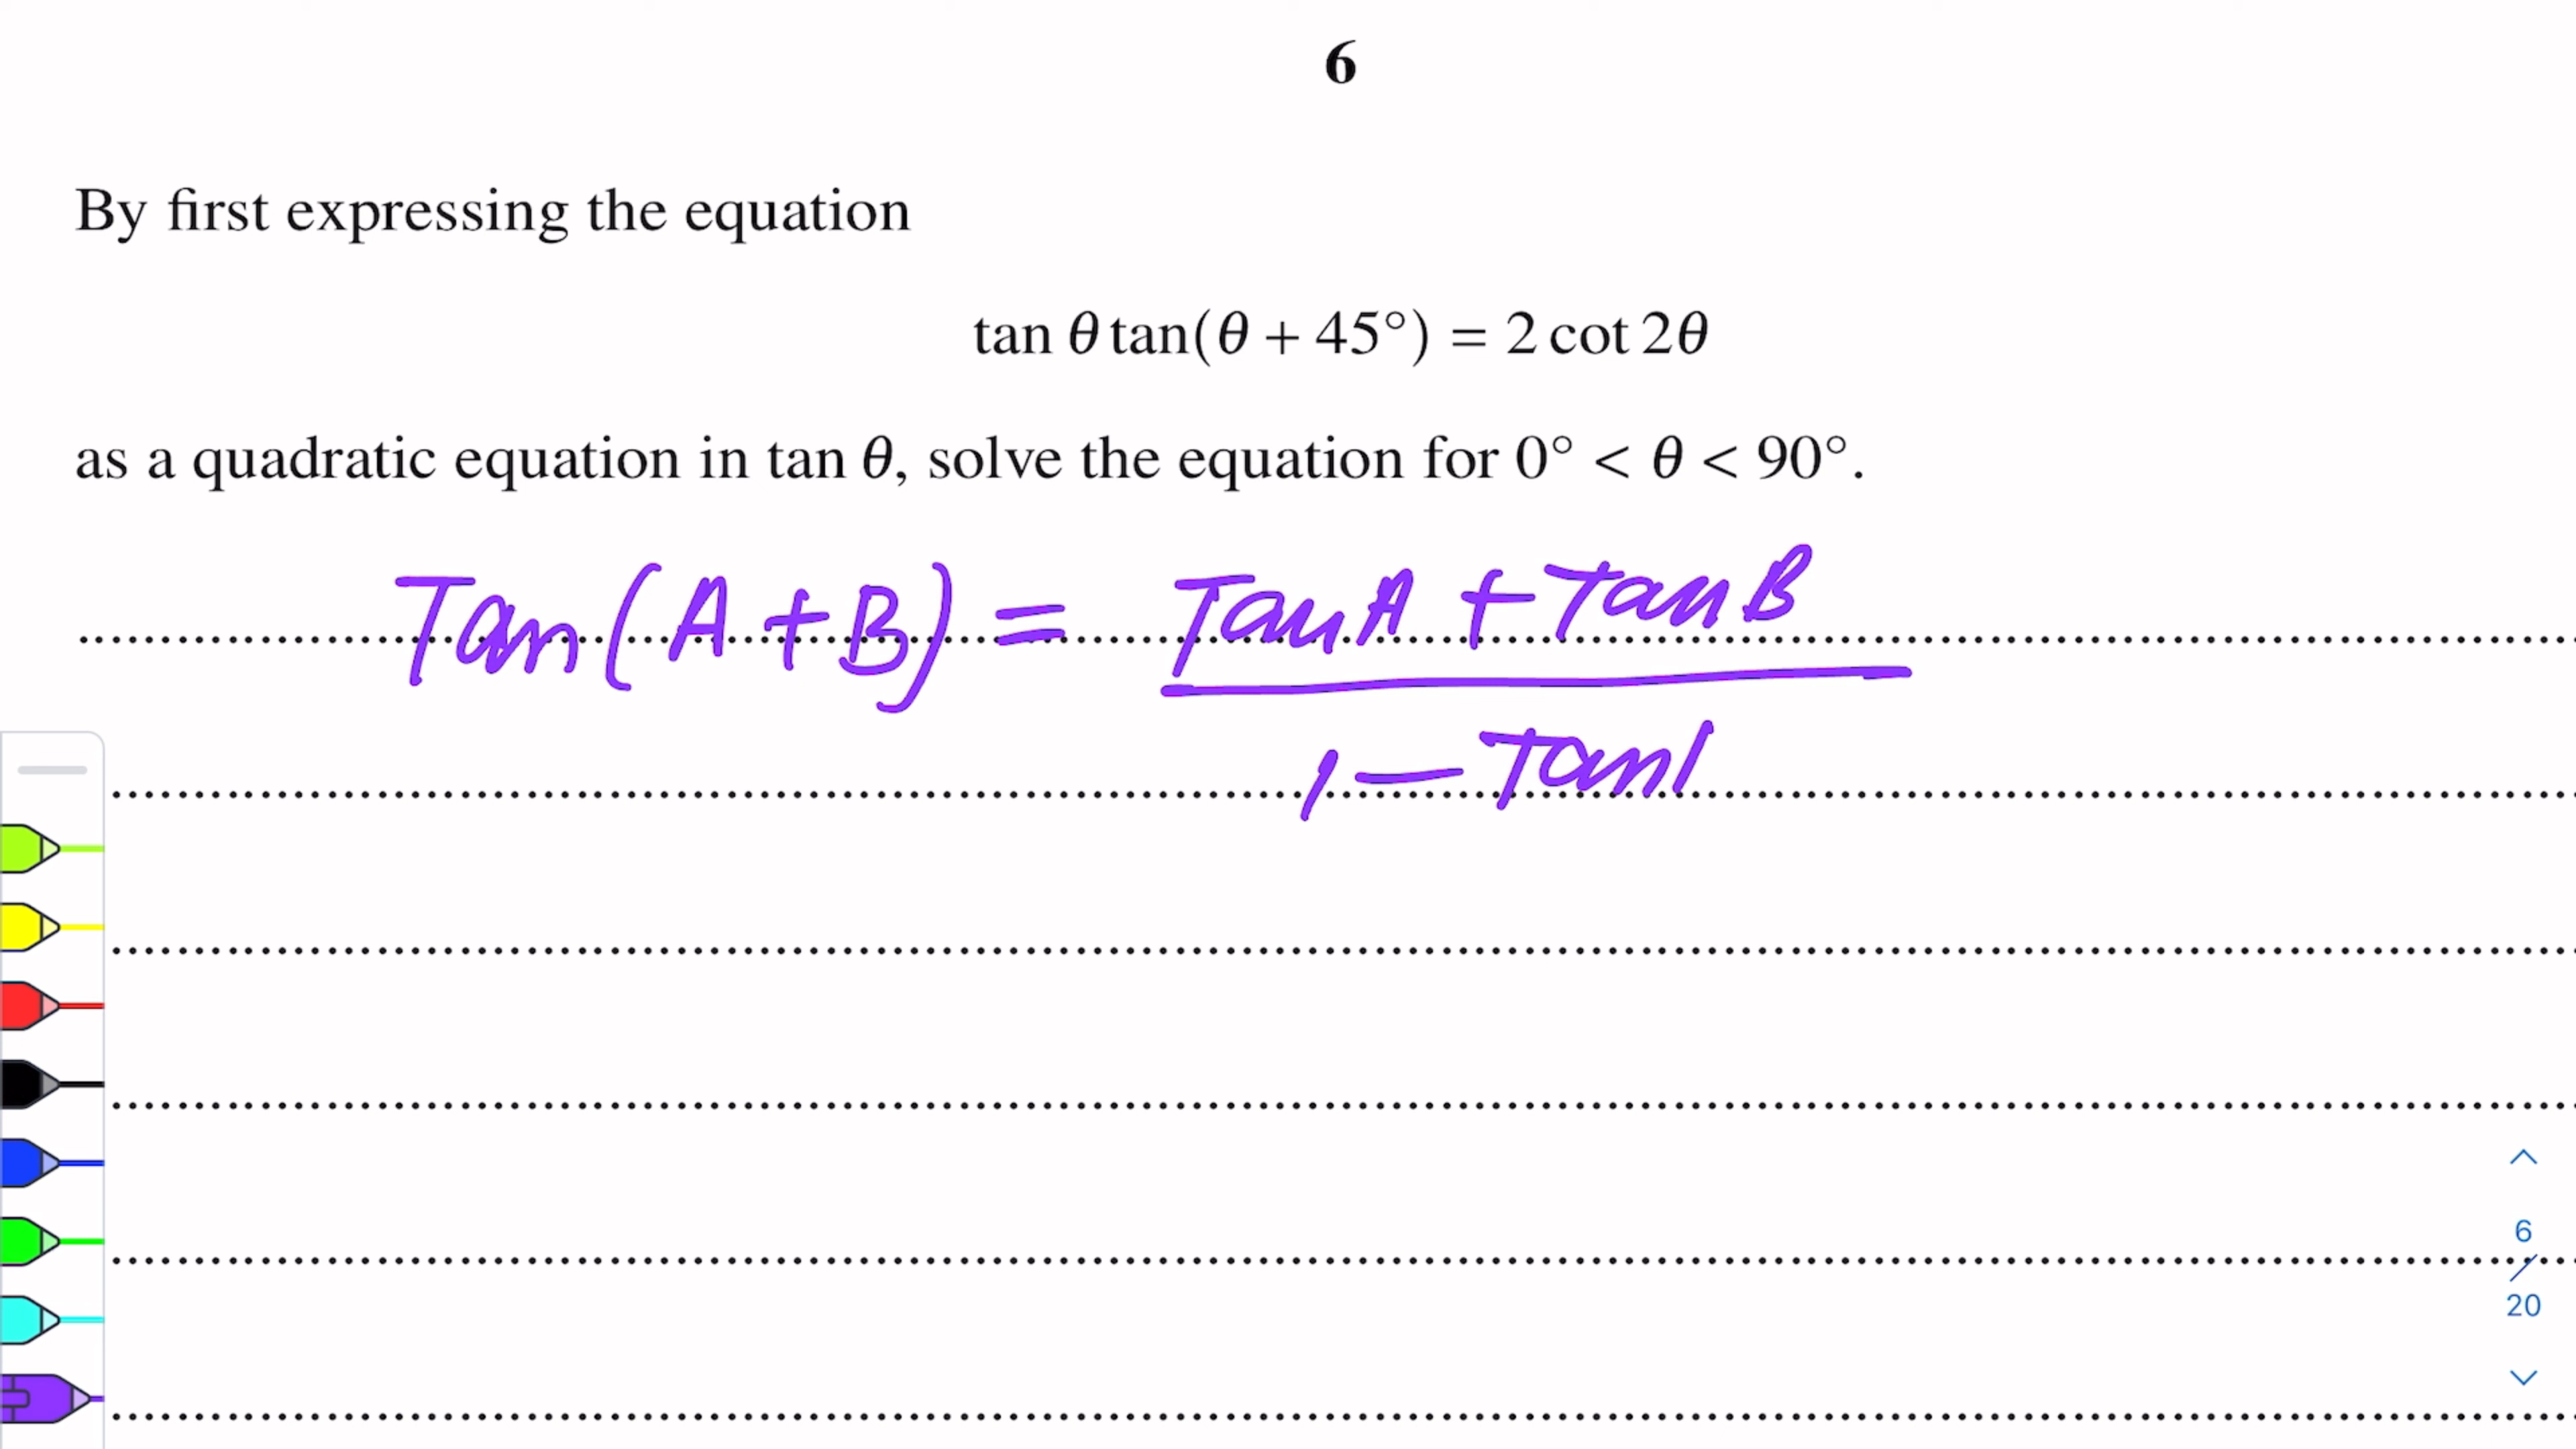 6
By first expressing the equation
tan θ tan(θ + 45°) = 2 cot 2θ
as a quadratic equation in tan θ, solve the equation for 0° < θ < 90°.
Tan(A+B) = TanA + TanB
1 - Tan
6
/
20